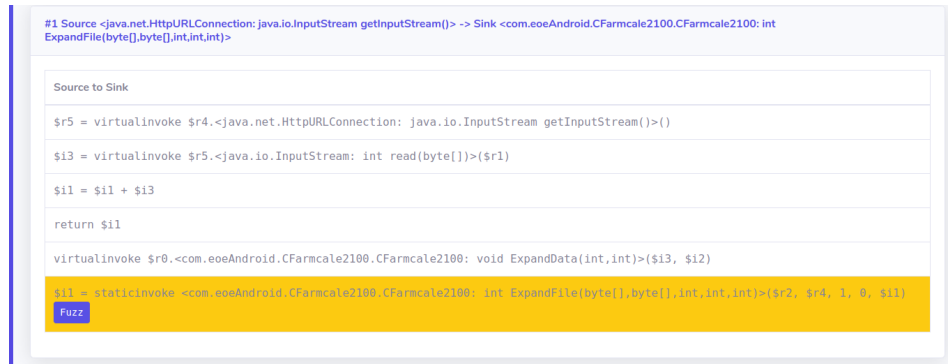 #1 Source <java.net.HttpURLConnection: java.io.InputStream getInputStream()> -> Sink <com.eoeAndroid.CFarmcale2100.CFarmcale2100: int
ExpandFile(byte[],byte[],int,int,int)>
Source to Sink
$r5 = virtualinvoke $r4.<java.net.HttpURLConnection: java.io.InputStream getInputStream()>()
$i3 = virtualinvoke $r5.<java.io.InputStream: int read(byte[])>($r1)
$i1 = $i1 + $i3
return $i1
virtualinvoke $r0.<com.eoeAndroid.CFarmcale2100.CFarmcale2100: void ExpandData(int,int)>($i3, $i2)
$i1 = staticinvoke <com.eoeAndroid.CFarmcale2100.CFarmcale2100: int ExpandFile(byte[],byte[],int,int,int)>($r2, $r4, 1, 0, $i1)
Fuzz